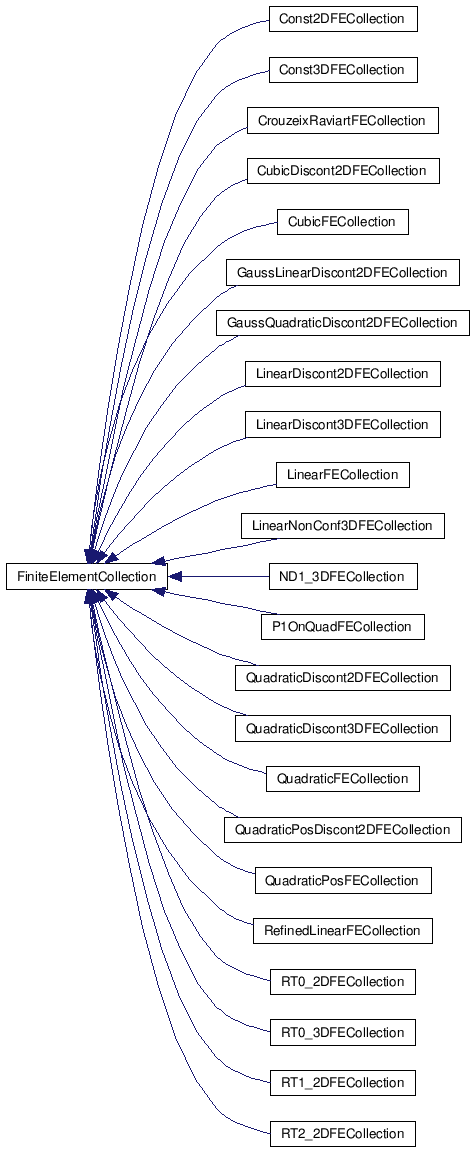 Const2DFECollection
Const3DFECollection
CrouzeixRaviartFECollection
CubicDiscont2DFECollection
CubicFECollection
GaussLinearDiscont2DFECollection
GaussQuadraticDiscont2DFECollection
LinearDiscont2DFECollection
LinearDiscont3DFECollection
LinearFECollection
LinearNonConf3DFECollection
FiniteElementCollection
ND1_3DFECollection
P1OnQuadFECollection
QuadraticDiscont2DFECollection
QuadraticDiscont3DFECollection
QuadraticFECollection
QuadraticPosDiscont2DFECollection
QuadraticPosFECollection
RefinedLinearFECollection
RT0_2DFECollection
RT0_3DFECollection
RT1_2DFECollection
RT2_2DFECollection